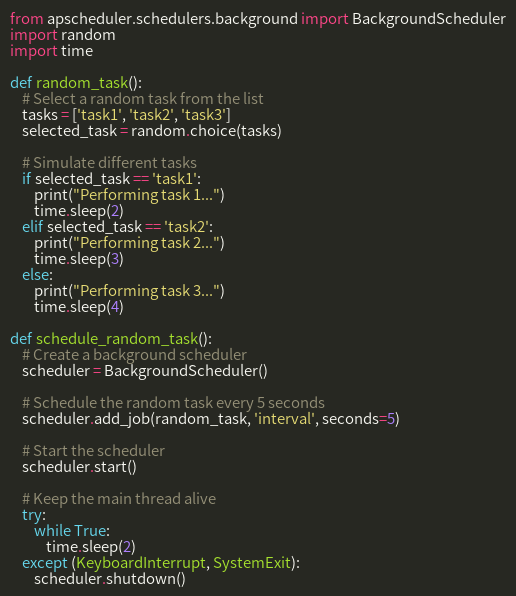 from apscheduler.schedulers.background import BackgroundScheduler
import random
import time

def random_task():
    # Select a random task from the list
    tasks = ['task1', 'task2', 'task3']
    selected_task = random.choice(tasks)

    # Simulate different tasks
    if selected_task == 'task1':
        print("Performing task 1...")
        time.sleep(2)
    elif selected_task == 'task2':
        print("Performing task 2...")
        time.sleep(3)
    else:
        print("Performing task 3...")
        time.sleep(4)

def schedule_random_task():
    # Create a background scheduler
    scheduler = BackgroundScheduler()

    # Schedule the random task every 5 seconds
    scheduler.add_job(random_task, 'interval', seconds=5)

    # Start the scheduler
    scheduler.start()

    # Keep the main thread alive
    try:
        while True:
            time.sleep(2)
    except (KeyboardInterrupt, SystemExit):
        scheduler.shutdown()